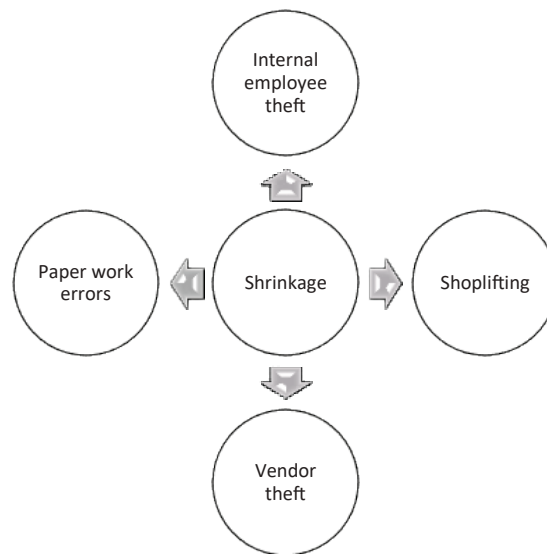 Internal
employee
theft
Paper work
errors
Shrinkage
Shoplifting
Vendor
theft